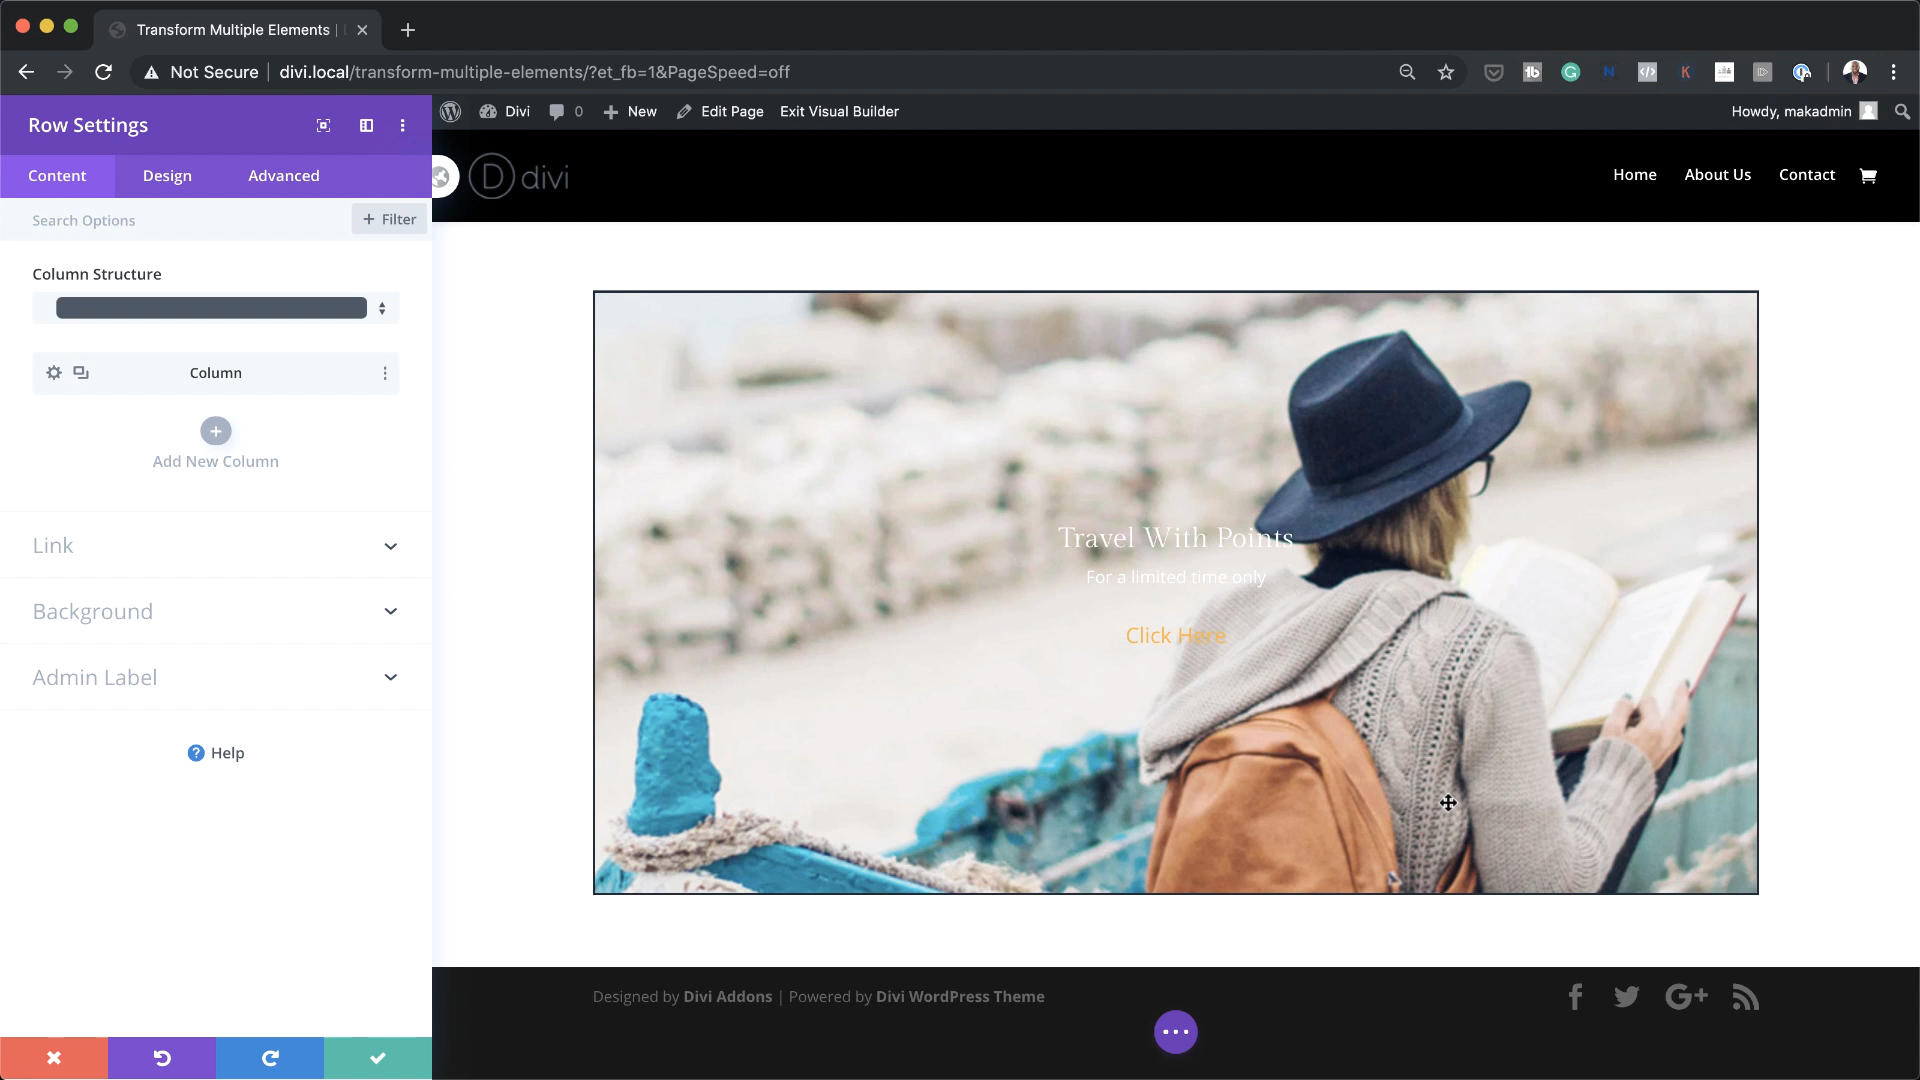 Transform Multiple Elements |
Not Secure | divi.local/transform-multiple-elements/?et_fb=1&PageSpeed=off
Row Settings
Divi
0
New
Edit Page
Exit Visual Builder
Howdy, makadmin
Content
Design
Advanced
D divi
Home
About Us
Contact
Search Options
+ Filter
Column Structure
Column
Add New Column
Link
Background
Admin Label
? Help
Travel With Points
For a limited time only
Click Here
Designed by Divi Addons | Powered by Divi WordPress Theme